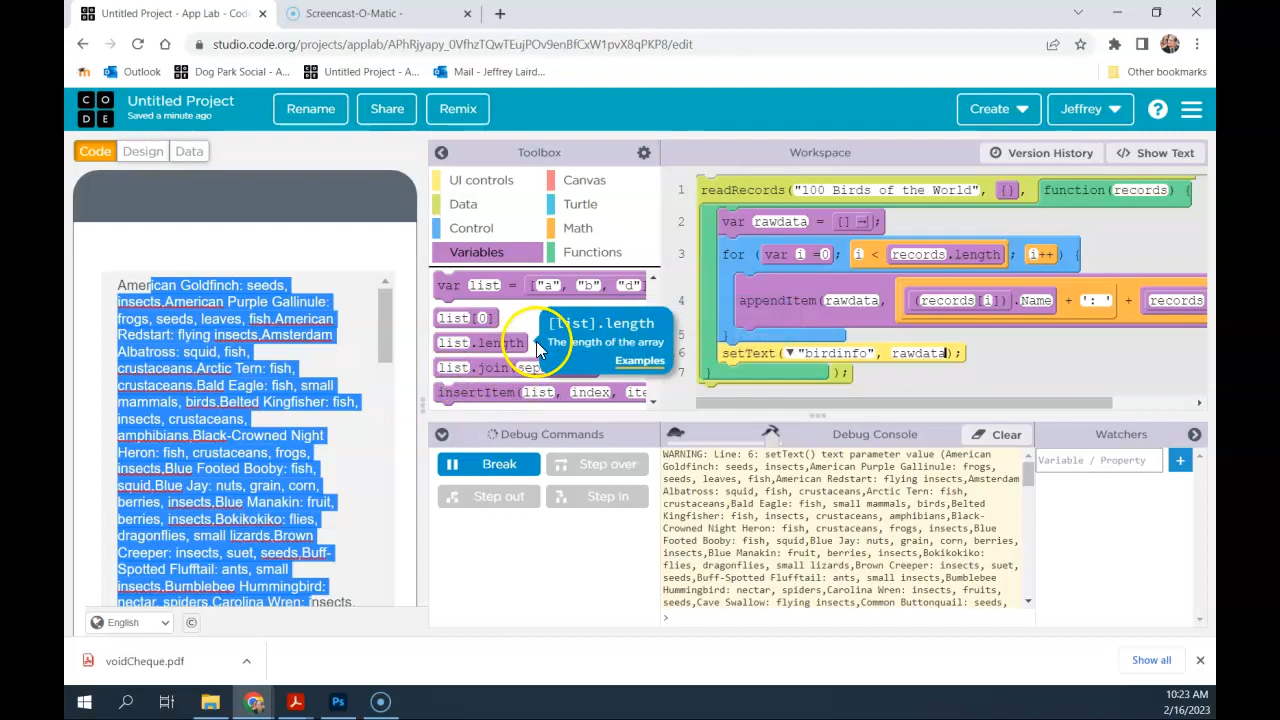 Untitled Project - App Lab - Code
Screencast-O-Matic -
studio.code.org/projects/applab/APhRjyapy_0VfhzTQwTEujPOv9enBfCxW1pvX8qPKP8/edit
Outlook
Dog Park Social - A...
Untitled Project - A...
Mail - Jeffrey Laird...
Other bookmarks
C O
D E
Untitled Project
Saved a minute ago
Rename
Share
Remix
Create
Jeffrey
?
Code
Design
Data
Toolbox
Workspace
Version History
</> Show Text
UI controls
Canvas
Data
Turtle
Control
Math
Variables
Functions
var list = ["a", "b", "d"]
list[0]
list.length
list.join(sep
insertItem(list, index, ite
[list].length
The length of the array
Examples
1 readRecords("100 Birds of the World", {}, function(records) {
2 var rawdata = [];
3 for (var i =0; i < records.length; i++) {
4 appendItem(rawdata, (records[i]).Name + ': ' + records
5 }
6 setText("birdinfo", rawdata);
7 });
American Goldfinch: seeds,
insects,American Purple Gallinule:
frogs, seeds, leaves, fish.American
Redstart: flying insects,Amsterdam
Albatross: squid, fish,
crustaceans,Arctic Tern: fish,
crustaceans,Bald Eagle: fish, small
mammals, birds,Belted Kingfisher: fish,
insects, crustaceans,
amphibians,Black-Crowned Night
Heron: fish, crustaceans, frogs,
insects,Blue Footed Booby: fish,
squid,Blue Jay: nuts, grain, corn,
berries, insects,Blue Manakin: fruit,
berries, insects,Bokikokiko: flies,
dragonflies, small lizards,Brown
Creeper: insects, suet, seeds,Buff-
Spotted Flufftail: ants, small
insects,Bumblebee Hummingbird:
nectar, spiders,Carolina Wren: insects,
Debug Commands
Debug Console
Clear
Watchers
Break
Step over
Step out
Step in
Variable / Property
+
WARNING: Line: 6: setText() text parameter value (American
Goldfinch: seeds, insects,American Purple Gallinule: frogs,
seeds, leaves, fish,American Redstart: flying insects,Amsterdam
Albatross: squid, fish, crustaceans,Arctic Tern: fish,
crustaceans,Bald Eagle: fish, small mammals, birds,Belted
Kingfisher: fish, insects, crustaceans, amphibians,Black-
Crowned Night Heron: fish, crustaceans, frogs, insects,Blue
Footed Booby: fish, squid,Blue Jay: nuts, grain, corn, berries,
insects,Blue Manakin: fruit, berries, insects,Bokikokiko:
flies, dragonflies, small lizards,Brown Creeper: insects, suet,
seeds,Buff-Spotted Flufftail: ants, small insects,Bumblebee
Hummingbird: nectar, spiders,Carolina Wren: insects, fruits,
seeds,Cave Swallow: flying insects,Common Buttonquail: seeds,
>
English
©
voidCheque.pdf
Show all
Ps
10:23 AM
2/16/2023